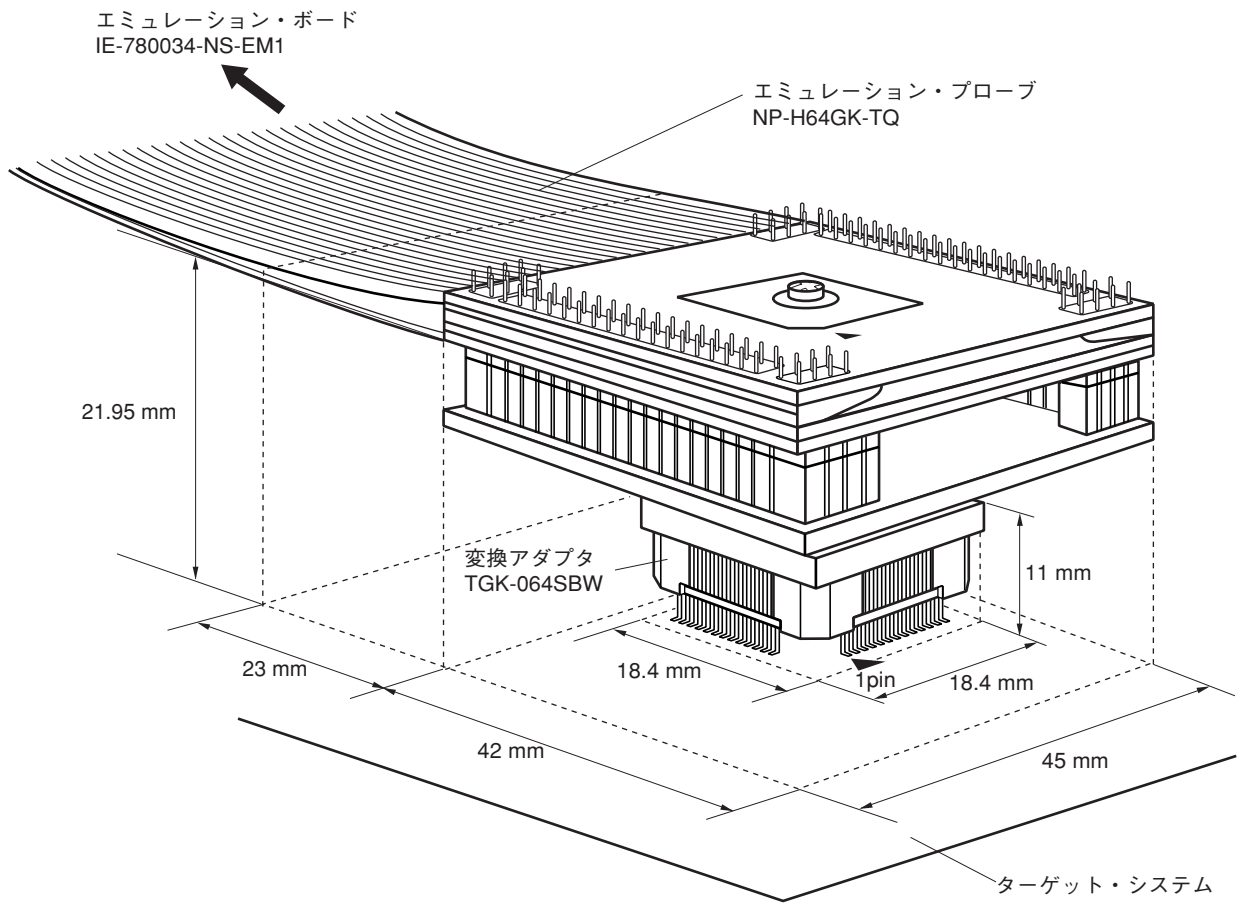 エミュレーション・ボード
IE-780034-NS-EM1
エミュレーション・プローブ
NP-H64GK-TQ
21.95 mm
変換アダプタ
TGK-064SBW
11 mm
23 mm
18.4 mm
1pin
18.4 mm
42 mm
45 mm
ターゲット・システム